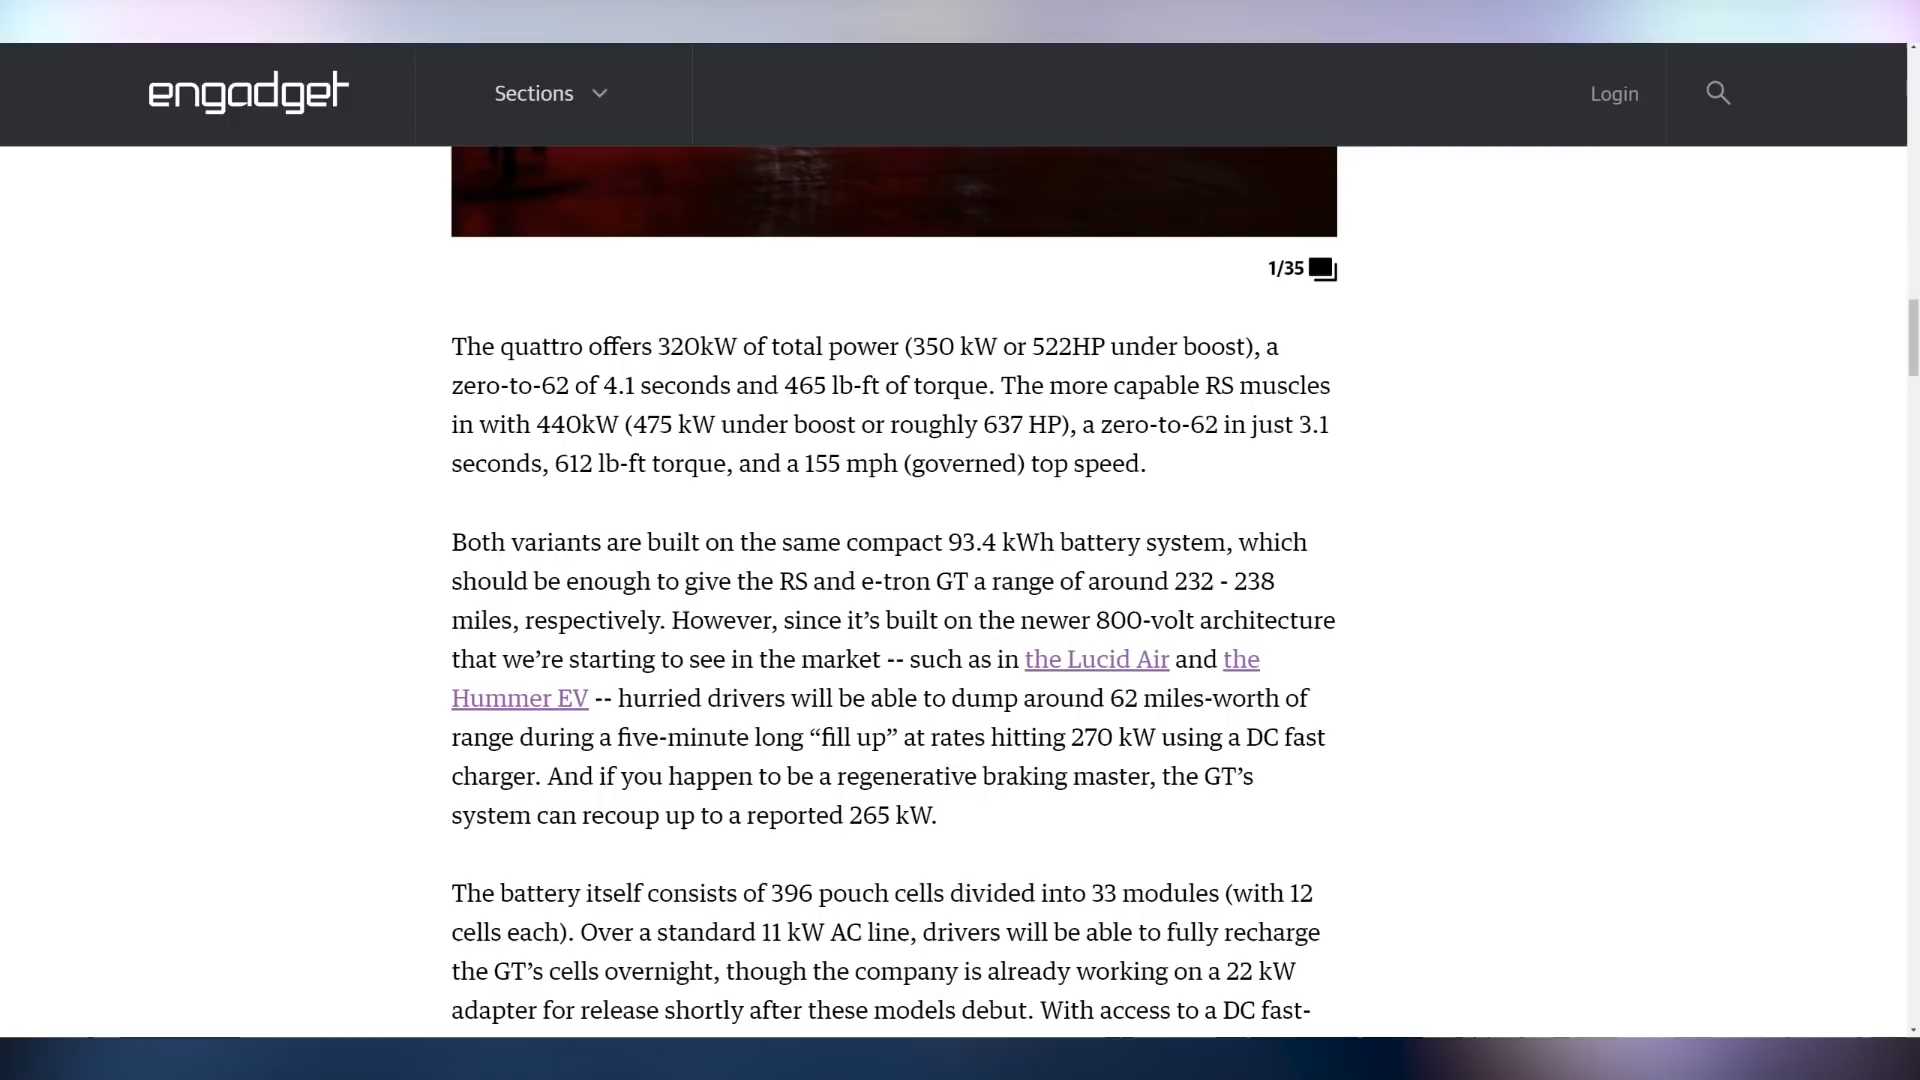 engadget
Sections
Login
1/35
The quattro offers 320kW of total power (350 kW or 522HP under boost), a
zero-to-62 of 4.1 seconds and 465 lb-ft of torque. The more capable RS muscles
in with 440kW (475 kW under boost or roughly 637 HP), a zero-to-62 in just 3.1
seconds, 612 lb-ft torque, and a 155 mph (governed) top speed.
Both variants are built on the same compact 93.4 kWh battery system, which
should be enough to give the RS and e-tron GT a range of around 232 - 238
miles, respectively. However, since it’s built on the newer 800-volt architecture
that we’re starting to see in the market -- such as in the Lucid Air and the
Hummer EV -- hurried drivers will be able to dump around 62 miles-worth of
range during a five-minute long “fill up” at rates hitting 270 kW using a DC fast
charger. And if you happen to be a regenerative braking master, the GT’s
system can recoup up to a reported 265 kW.
The battery itself consists of 396 pouch cells divided into 33 modules (with 12
cells each). Over a standard 11 kW AC line, drivers will be able to fully recharge
the GT’s cells overnight, though the company is already working on a 22 kW
adapter for release shortly after these models debut. With access to a DC fast-